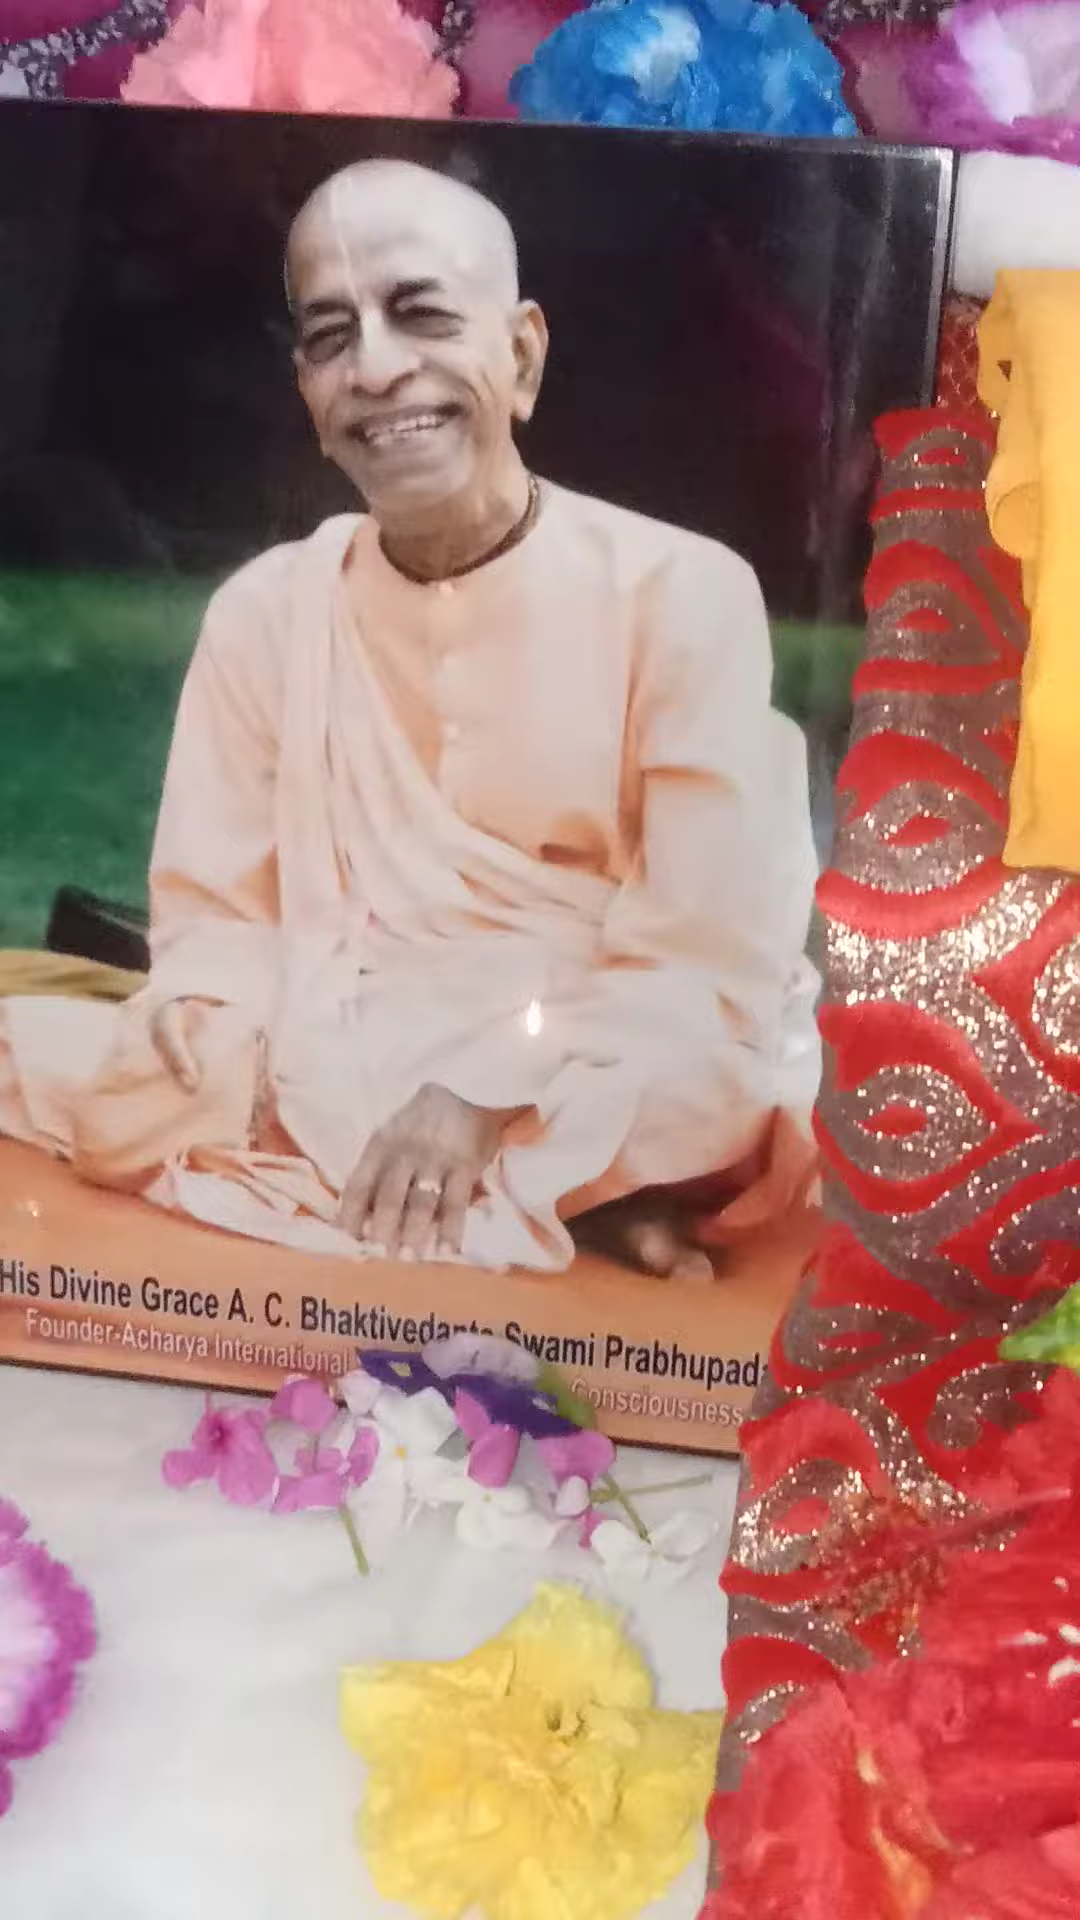 His Divine Grace A. C. Bhaktivedanta Swami Prabhupada
Founder-Acharya International Consciousness